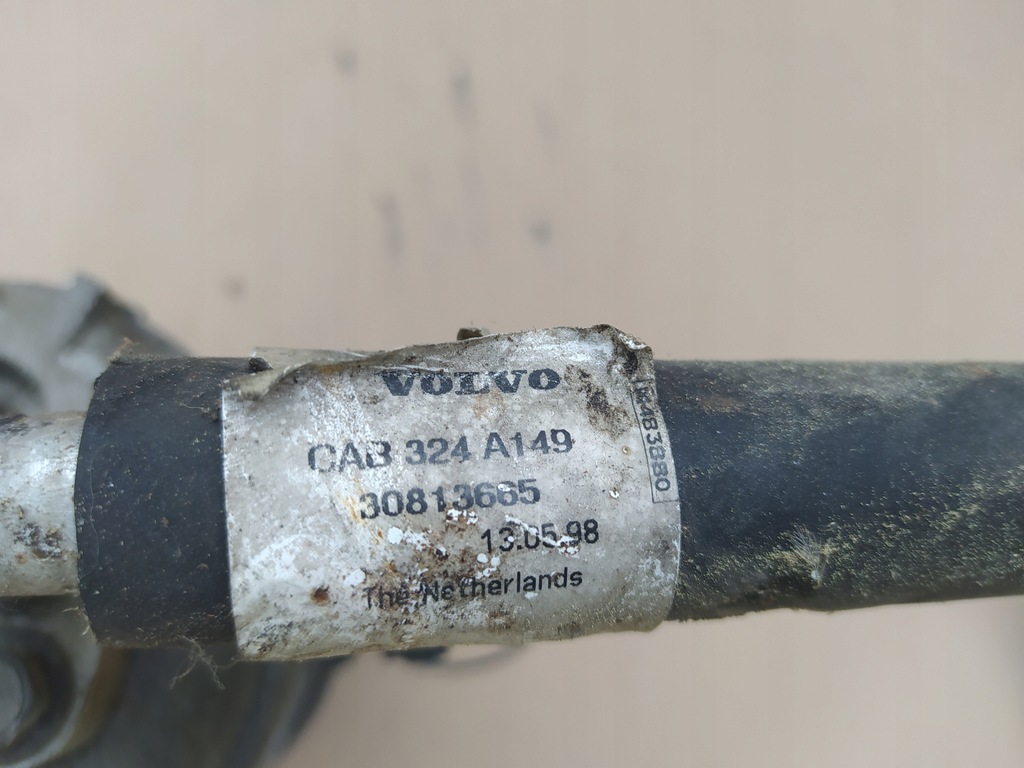 VOLVO
CAB 324 A149
30813665
13.05.98
The Netherlands